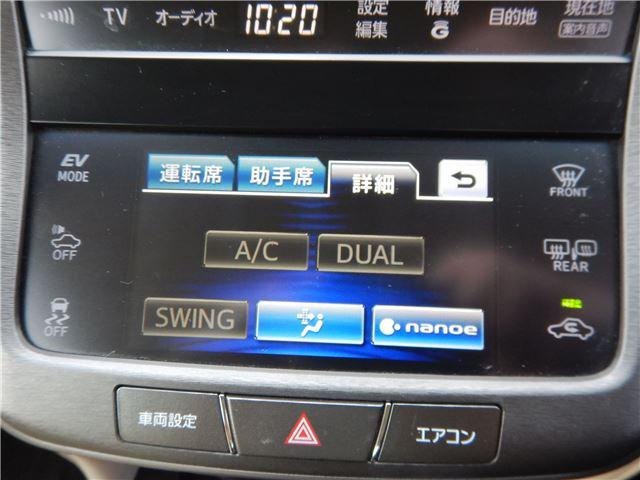 TV オーディオ 10:20 設定編集 情報 G 目的地 現在地 案内音声
EV MODE
運転席 助手席 詳細
FRONT
OFF
A/C DUAL
REAR
OFF
SWING nanoe
車両設定 エアコン